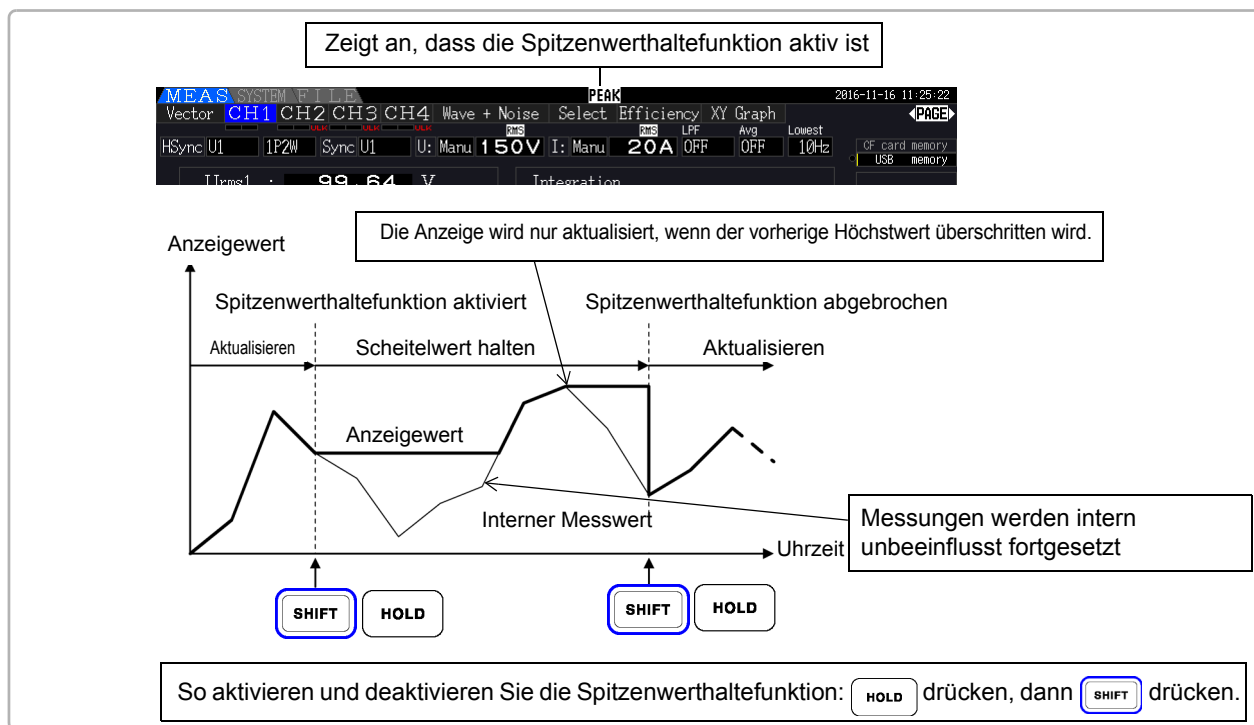 Zeigt an, dass die Spitzenwerthaltefunktion aktiv ist
MEAS SYSTEM FILE PEAK 2016-11-16 11:25:22
Vector CH1 CH2 CH3 CH4 Wave + Noise Select Efficiency XY Graph PAGE
RMS RMS LPF Avg Lowest
HSync U1 1P2W Sync U1 U: Manu 150V I: Manu 20A OFF OFF 10Hz CF card memory
USB memory
Urms1 : 99.64 V Integration
Die Anzeige wird nur aktualisiert, wenn der vorherige Höchstwert überschritten wird.
Anzeigewert
Spitzenwerthaltefunktion aktiviert Spitzenwerthaltefunktion abgebrochen
Aktualisieren Scheitelwert halten Aktualisieren
Anzeigewert
Interner Messwert
Messungen werden intern
unbeeinflusst fortgesetzt
Uhrzeit
SHIFT HOLD SHIFT HOLD
So aktivieren und deaktivieren Sie die Spitzenwerthaltefunktion: HOLD drücken, dann SHIFT drücken.